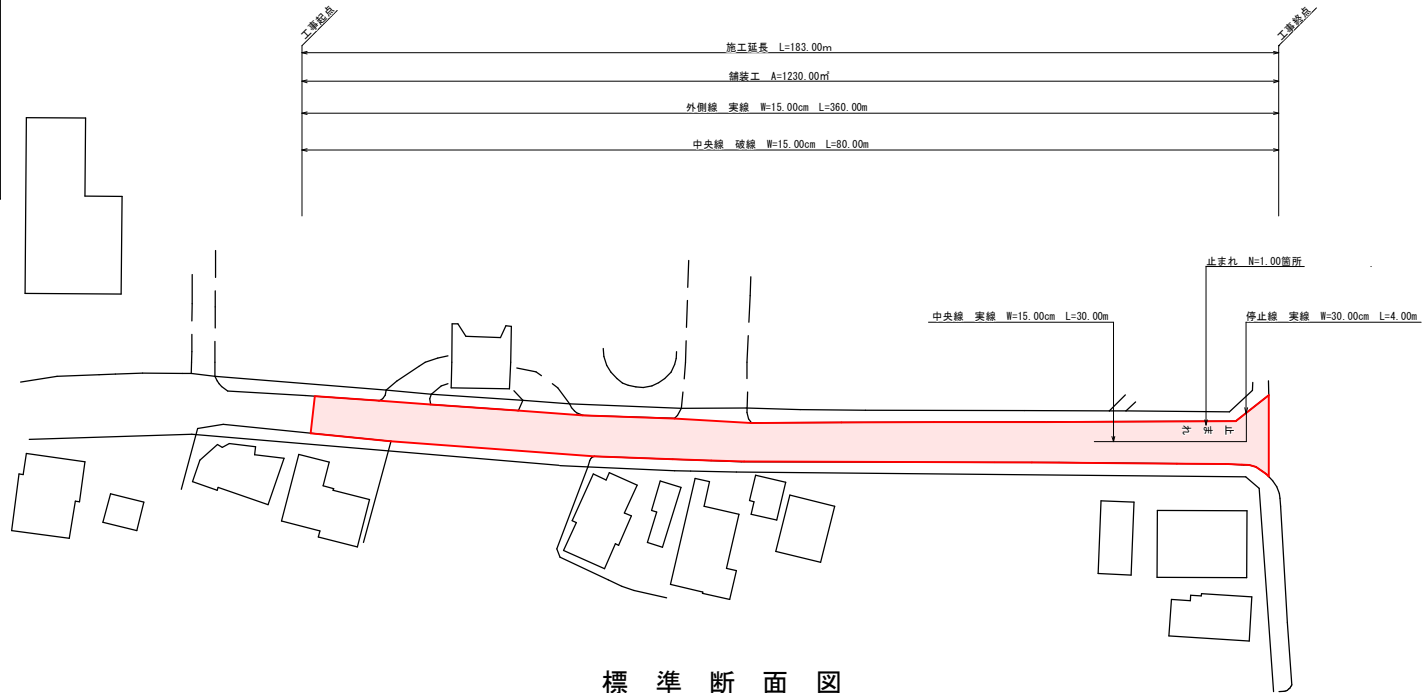 工事起点
工事終点
施工延長 L=183.00m
舗装工 A=1230.00㎡
外側線 実線 W=15.00cm L=360.00m
中央線 破線 W=15.00cm L=80.00m
止まれ N=1.00箇所
中央線 実線 W=15.00cm L=30.00m
停止線 実線 W=30.00cm L=4.00m
止まれ
標準断面図